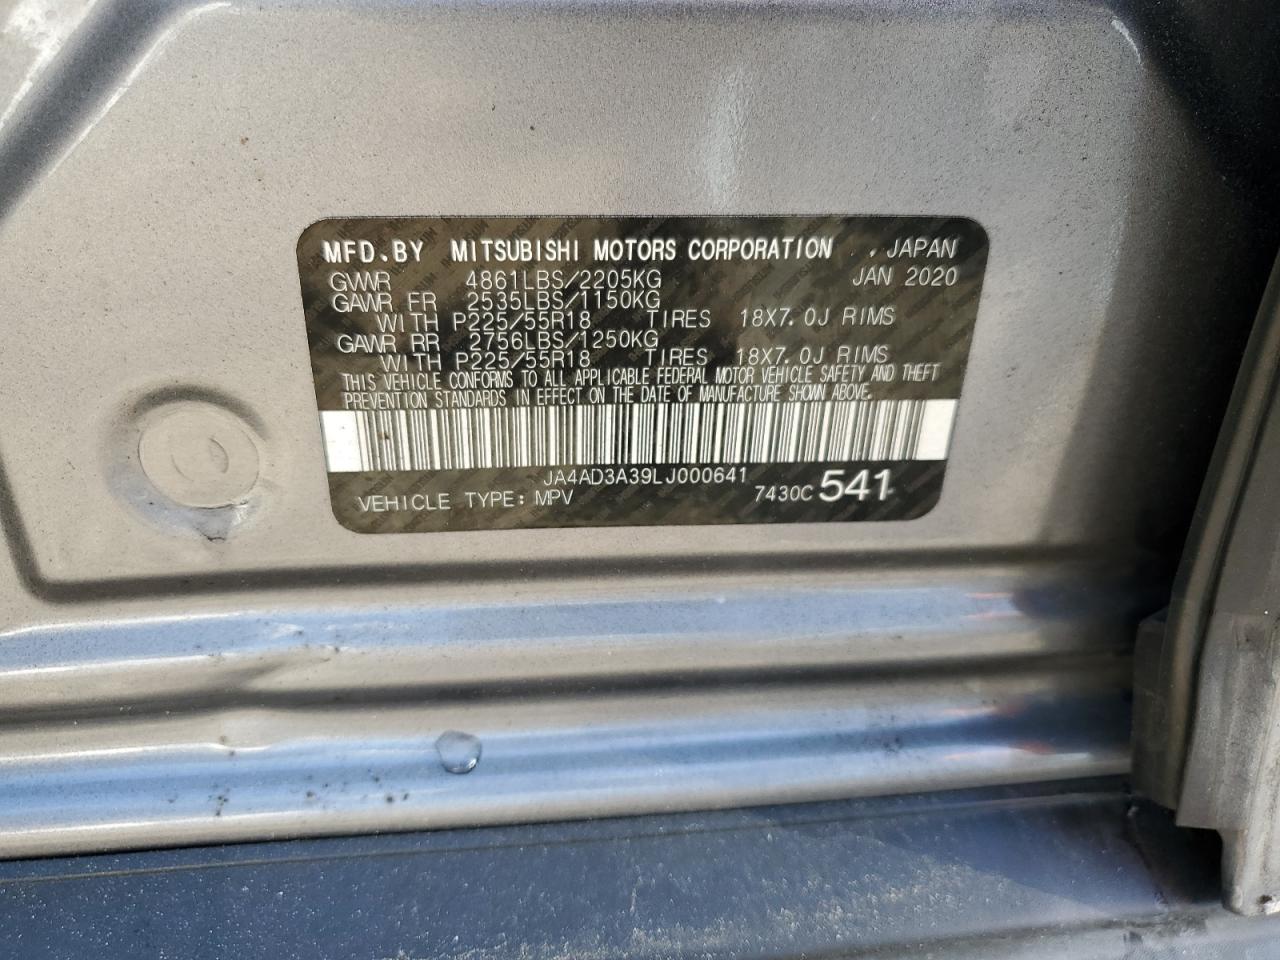 MFD.BY MITSUBISHI MOTORS CORPORATION , JAPAN
GVWR 4861LBS/2205KG JAN 2020
GAWR FR 2535LBS/1150KG
WITH P225/55R18 TIRES 18X7.0J RIMS
GAWR RR 2756LBS/1250KG
WITH P225/55R18 TIRES 18X7.0J RIMS
THIS VEHICLE CONFORMS TO ALL APPLICABLE FEDERAL MOTOR VEHICLE SAFETY AND THEFT
PREVENTION STANDARDS IN EFFECT ON THE DATE OF MANUFACTURE SHOWN ABOVE.
JA4AD3A39LJ000641
VEHICLE TYPE: MPV 7430C 541